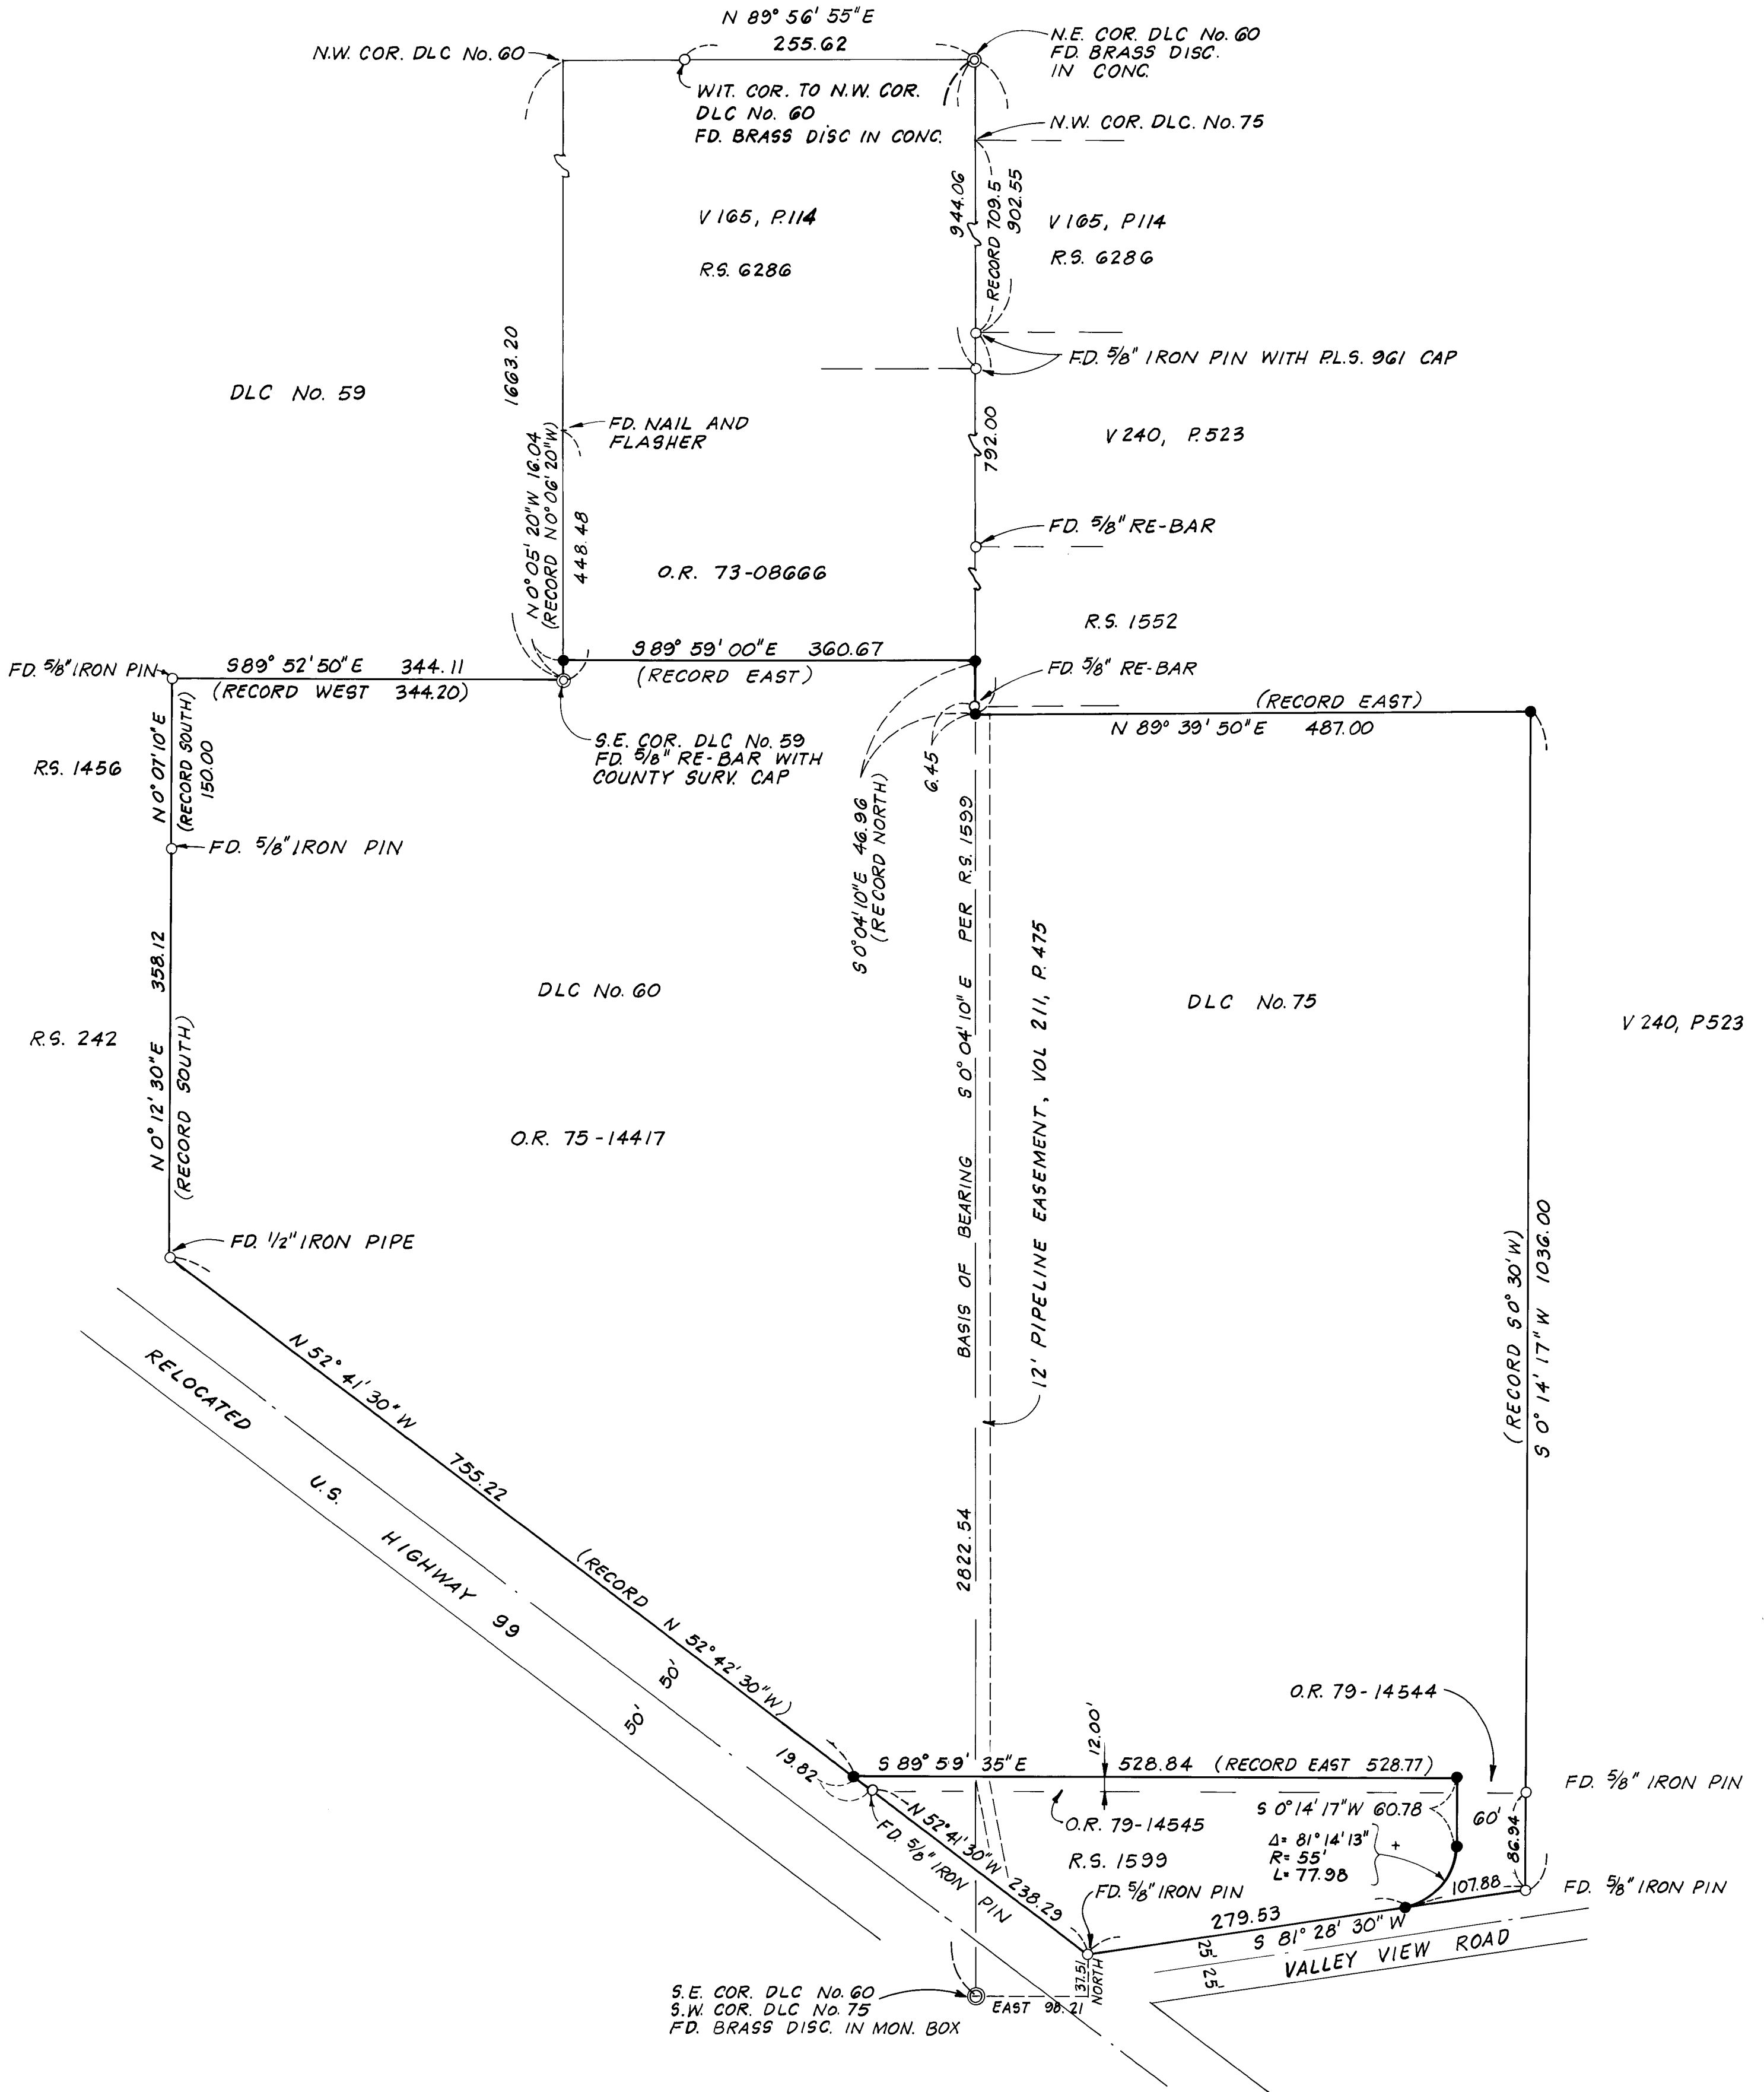 N 89° 56' 55" E
255.62
N.W. COR. DLC No. 60
N.E. COR. DLC No. 60
FD. BRASS DISC.
IN CONC.
WIT. COR. TO N.W. COR.
DLC No. 60
FD. BRASS DISC IN CONC.
N.W. COR. DLC. No. 75
944.06
RECORD 709.5
902.55
V 165, P.114
R.S. 6286
V 165, P114
R.S. 6286
FD. 5/8" IRON PIN WITH P.L.S. 961 CAP
1663.20
DLC No. 59
FD. NAIL AND
FLASHER
792.00
V 240, P.523
N 0° 05' 20" W 16.04
(RECORD N 0° 06' 20" W)
448.48
FD. 5/8" RE-BAR
O.R. 73-08666
R.S. 1552
FD. 5/8" IRON PIN
S 89° 52' 50" E 344.11
(RECORD WEST 344.20)
S 89° 59' 00" E 360.67
(RECORD EAST)
FD. 5/8" RE-BAR
(RECORD EAST)
N 89° 39' 50" E 487.00
S.E. COR. DLC No. 59
FD. 5/8" RE-BAR WITH
COUNTY SURV. CAP
R.S. 1456
N 0° 07' 10" E
(RECORD SOUTH)
150.00
6.45
S 0° 04' 10" E 46.96
(RECORD NORTH)
FD. 5/8" IRON PIN
BASIS OF BEARING S 0° 04' 10" E PER R.S. 1599
12' PIPELINE EASEMENT, VOL 211, P. 475
DLC No. 60
DLC No. 75
V 240, P523
R.S. 242
N 0° 12' 30" E 358.12
(RECORD SOUTH)
O.R. 75-14417
FD. 1/2" IRON PIPE
(RECORD S 0° 30' W)
S 0° 14' 17" W 1036.00
N 52° 41' 30" W 755.22
(RECORD N 52° 42' 30" W)
RELOCATED U.S. HIGHWAY 99
50'
50'
2822.54
O.R. 79-14544
12.00'
19.82
S 89° 59' 35" E 528.84 (RECORD EAST 528.77)
FD. 5/8" IRON PIN
N 52° 41' 30" W 238.29
FD. 5/8" IRON PIN
O.R. 79-14545
R.S. 1599
S 0° 14' 17" W 60.78
60'
Δ= 81° 14' 13"
R= 55'
L= 77.98
86.94
107.88
FD. 5/8" IRON PIN
FD. 5/8" IRON PIN
279.53
S 81° 28' 30" W
25'
25'
VALLEY VIEW ROAD
37.51
NORTH
EAST 98.21
S.E. COR. DLC No. 60
S.W. COR. DLC No. 75
FD. BRASS DISC. IN MON. BOX